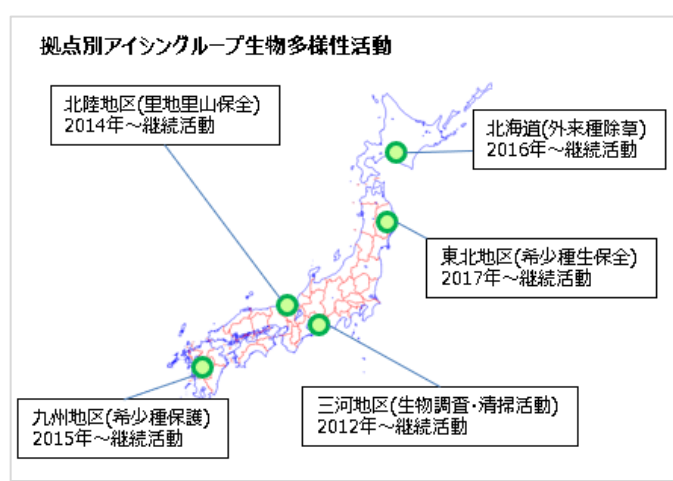 拠点別アイシングループ生物多様性活動
北陸地区(里地里山保全)
2014年～継続活動
北海道(外来種除草)
2016年～継続活動
東北地区(希少種生保全)
2017年～継続活動
三河地区(生物調査・清掃活動)
2012年～継続活動
九州地区(希少種保護)
2015年～継続活動